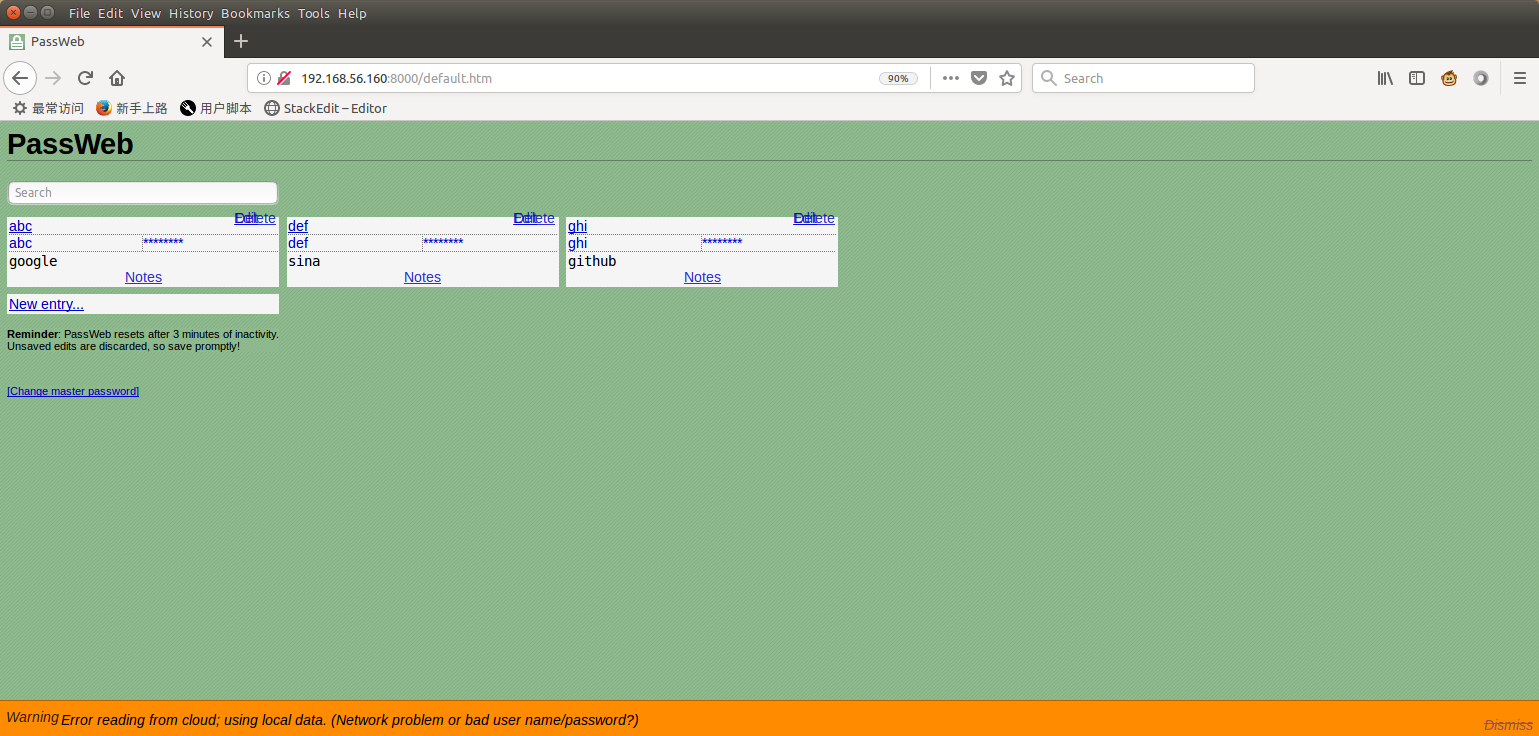 File Edit View History Bookmarks Tools Help
PassWeb
192.168.56.160:8000/default.htm 90% Search
最常访问 新手上路 用户脚本 StackEdit – Editor
PassWeb
Search
Edit Delete Edit Delete Edit Delete
abc def ghi
abc ******** def ******** ghi ********
google sina github
Notes Notes Notes
New entry...
Reminder: PassWeb resets after 3 minutes of inactivity.
Unsaved edits are discarded, so save promptly!
[Change master password]
Warning Error reading from cloud; using local data. (Network problem or bad user name/password?)
Dismiss